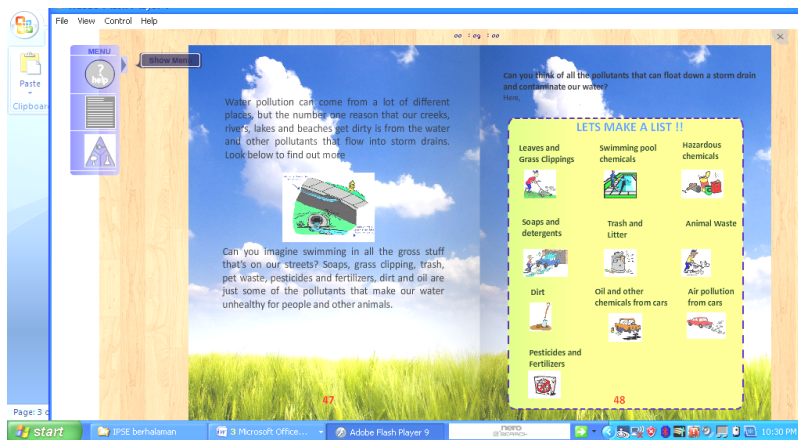 File View Control Help
00 : 09 : 00
MENU
Show Menu
?
help
Paste
Clipboar
Water pollution can come from a lot of different
places, but the number one reason that our creeks,
rivers, lakes and beaches get dirty is from the water
and other pollutants that flow into storm drains.
Look below to find out more
Can you imagine swimming in all the gross stuff
that's on our streets? Soaps, grass clipping, trash,
pet waste, pesticides and fertilizers, dirt and oil are
just some of the pollutants that make our water
unhealthy for people and other animals.
47
Can you think of all the pollutants that can float down a storm drain
and contaminate our water?
Here,
LETS MAKE A LIST !!
Leaves and
Grass Clippings
Swimming pool
chemicals
Hazardous
chemicals
Soaps and
detergents
Trash and
Litter
Animal Waste
Dirt
Oil and other
chemicals from cars
Air pollution
from cars
Pesticides and
Fertilizers
48
Page: 3 o
start
IPSE berhalaman
3 Microsoft Office...
Adobe Flash Player 9
nero
SEARCH
10:30 PM